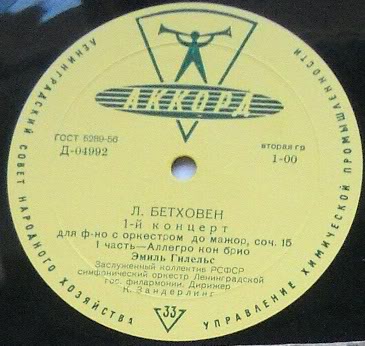 ЛЕНИНГРАДСКИЙ СОВЕТ НАРОДНОГО ХОЗЯЙСТВА
УПРАВЛЕНИЕ ХИМИЧЕСКОЙ ПРОМЫШЛЕННОСТИ
АККОРД
ГОСТ 5289-56
Д-04992
вторая гр
1-00
Л. БЕТХОВЕН
1-й концерт
для ф-но с оркестром до мажор, соч. 15
1 часть—Аллегро кон брио
Эмиль Гилельс
Заслуженный коллектив РСФСР
симфонический оркестр Ленинградской
гос. филармонии. Дирижер
К. Зандерлинг
33